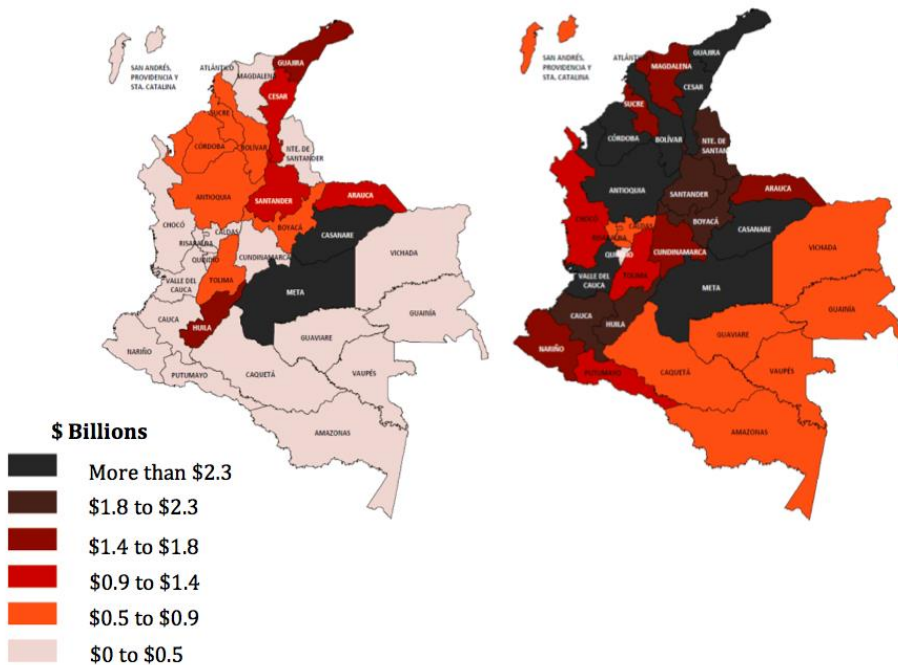 SAN ANDRÉS,
PROVIDENCIA Y
STA. CATALINA
ATLÁNTICO
MAGDALENA
GUAJIRA
CESAR
SUCRE
CÓRDOBA
BOLÍVAR
NTE. DE
SANTANDER
ANTIOQUIA
SANTANDER
ARAUCA
CHOCÓ
CALDAS
BOYACÁ
CASANARE
RISARALDA
QUINDÍO
CUNDINAMARCA
VICHADA
VALLE DEL
CAUCA
TOLIMA
META
GUAINÍA
CAUCA
HUILA
GUAVIARE
NARIÑO
PUTUMAYO
CAQUETÁ
VAUPÉS
AMAZONAS
SAN ANDRÉS,
PROVIDENCIA Y
STA. CATALINA
ATLÁNTICO
MAGDALENA
GUAJIRA
CESAR
SUCRE
CÓRDOBA
BOLÍVAR
NTE. DE
SANTAN
ANTIOQUIA
SANTANDER
ARAUCA
CHOCÓ
CALDAS
BOYACÁ
CASANARE
RISARALDA
CUNDINAMARCA
VICHADA
VALLE DEL
CAUCA
TOLIMA
META
GUAINÍA
CAUCA
HUILA
GUAVIARE
NARIÑO
PUTUMAYO
CAQUETÁ
VAUPÉS
AMAZONAS
$ Billions
More than $2.3
$1.8 to $2.3
$1.4 to $1.8
$0.9 to $1.4
$0.5 to $0.9
$0 to $0.5